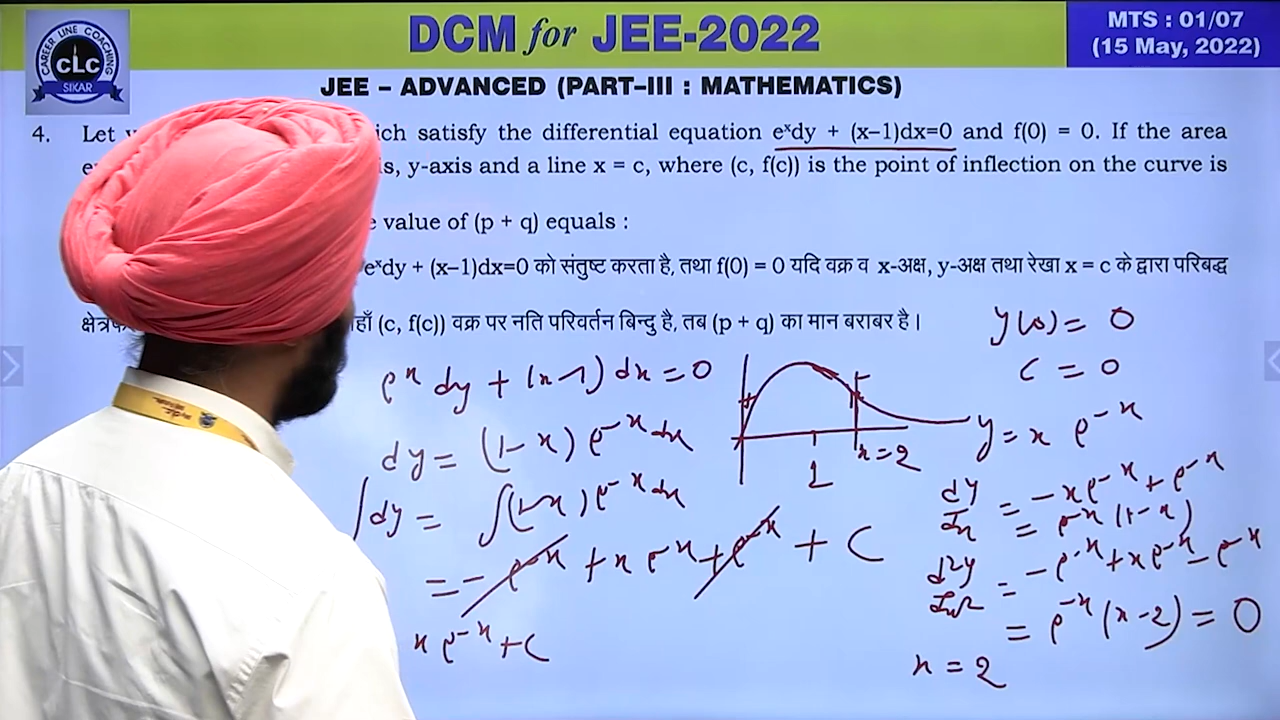 CAREER LINE COACHING
CLC
SIKAR
DCM for JEE-2022
MTS : 01/07
(15 May, 2022)
JEE – ADVANCED (PART–III : MATHEMATICS)
4. Let satisfy the differential equation eˣdy + (x–1)dx=0 and f(0) = 0. If the area
y-axis and a line x = c, where (c, f(c)) is the point of inflection on the curve is
value of (p + q) equals :
eˣdy + (x–1)dx=0 को संतुष्ट करता है, तथा f(0) = 0 यदि वक्र व x-अक्ष, y-अक्ष तथा रेखा x = c के द्वारा परिबद्ध
(c, f(c)) वक्र पर नति परिवर्तन बिन्दु है, तब (p + q) का मान बराबर है।
eˣ dy + (x-1) dx = 0
dy = (1-x) e⁻ˣ dx
∫dy = ∫(1-x) e⁻ˣ dx
= - e⁻ˣ + x e⁻ˣ + e⁻ˣ + C
x e⁻ˣ + C
1
x = 2
y(0) = 0
C = 0
y = x e⁻ˣ
dy/dx = -xe⁻ˣ + e⁻ˣ
= e⁻ˣ (1-x)
d²y/dx² = -e⁻ˣ + xe⁻ˣ - e⁻ˣ
= e⁻ˣ (x-2) = 0
x = 2